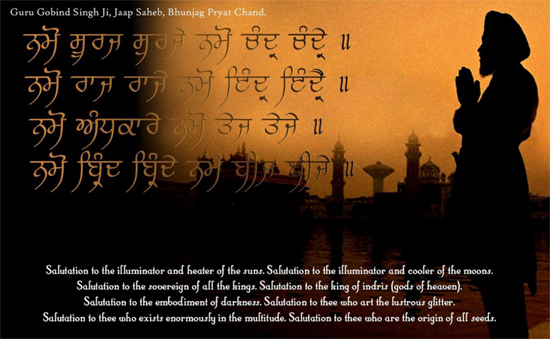 Guru Gobind Singh Ji, Jaap Saheb, Bhunjag Pryat Chand.
ਨਮੋ ਸੂਰਜ ਸੂਰਜੇ ਨਮੋ ਚੰਦ੍ਰ ਚੰਦ੍ਰੇ ॥
ਨਮੋ ਰਾਜ ਰਾਜੇ ਨਮੋ ਇੰਦ੍ਰ ਇੰਦ੍ਰੇ ॥
ਨਮੋ ਅੰਧਕਾਰੇ ਨਮੋ ਤੇਜ ਤੇਜੇ ॥
ਨਮੋ ਬ੍ਰਿੰਦ ਬ੍ਰਿੰਦੇ ਨਮੋ ਬੀਜ ਬੀਜੇ ॥
Salutation to the illuminator and heater of the suns. Salutation to the illuminator and cooler of the moons.
Salutation to the sovereign of all the kings. Salutation to the king of indris (gods of heaven).
Salutation to the embodiment of darkness. Salutation to thee who art the lustrous glitter.
Salutation to thee who exists enormously in the multitude. Salutation to thee who are the origin of all seeds.